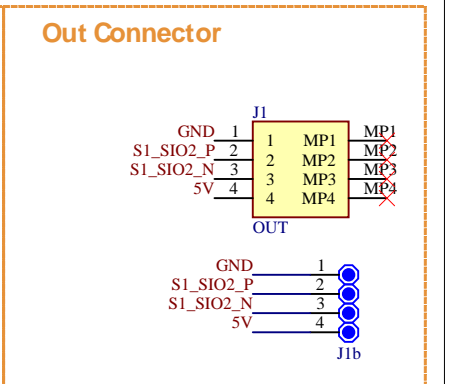 Out Connector
J1
GND 1 1 MP1 MP1
S1_SIO2_P 2 2 MP2 MP2
S1_SIO2_N 3 3 MP3 MP3
5V 4 4 MP4 MP4
OUT
GND 1
S1_SIO2_P 2
S1_SIO2_N 3
5V 4
J1b